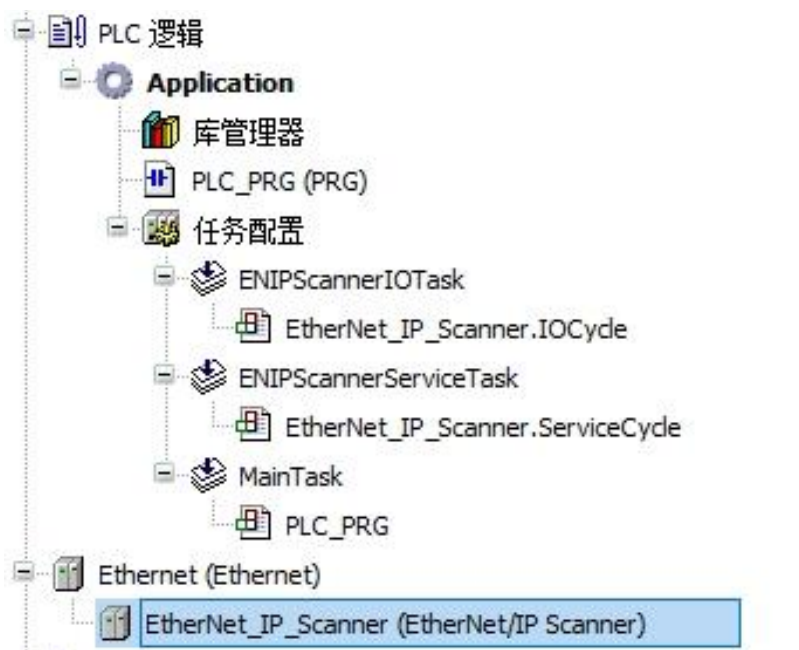 PLC 逻辑
Application
库管理器
PLC_PRG (PRG)
任务配置
ENIPScannerIOTask
EtherNet_IP_Scanner.IOCycle
ENIPScannerServiceTask
EtherNet_IP_Scanner.ServiceCycle
MainTask
PLC_PRG
Ethernet (Ethernet)
EtherNet_IP_Scanner (EtherNet/IP Scanner)